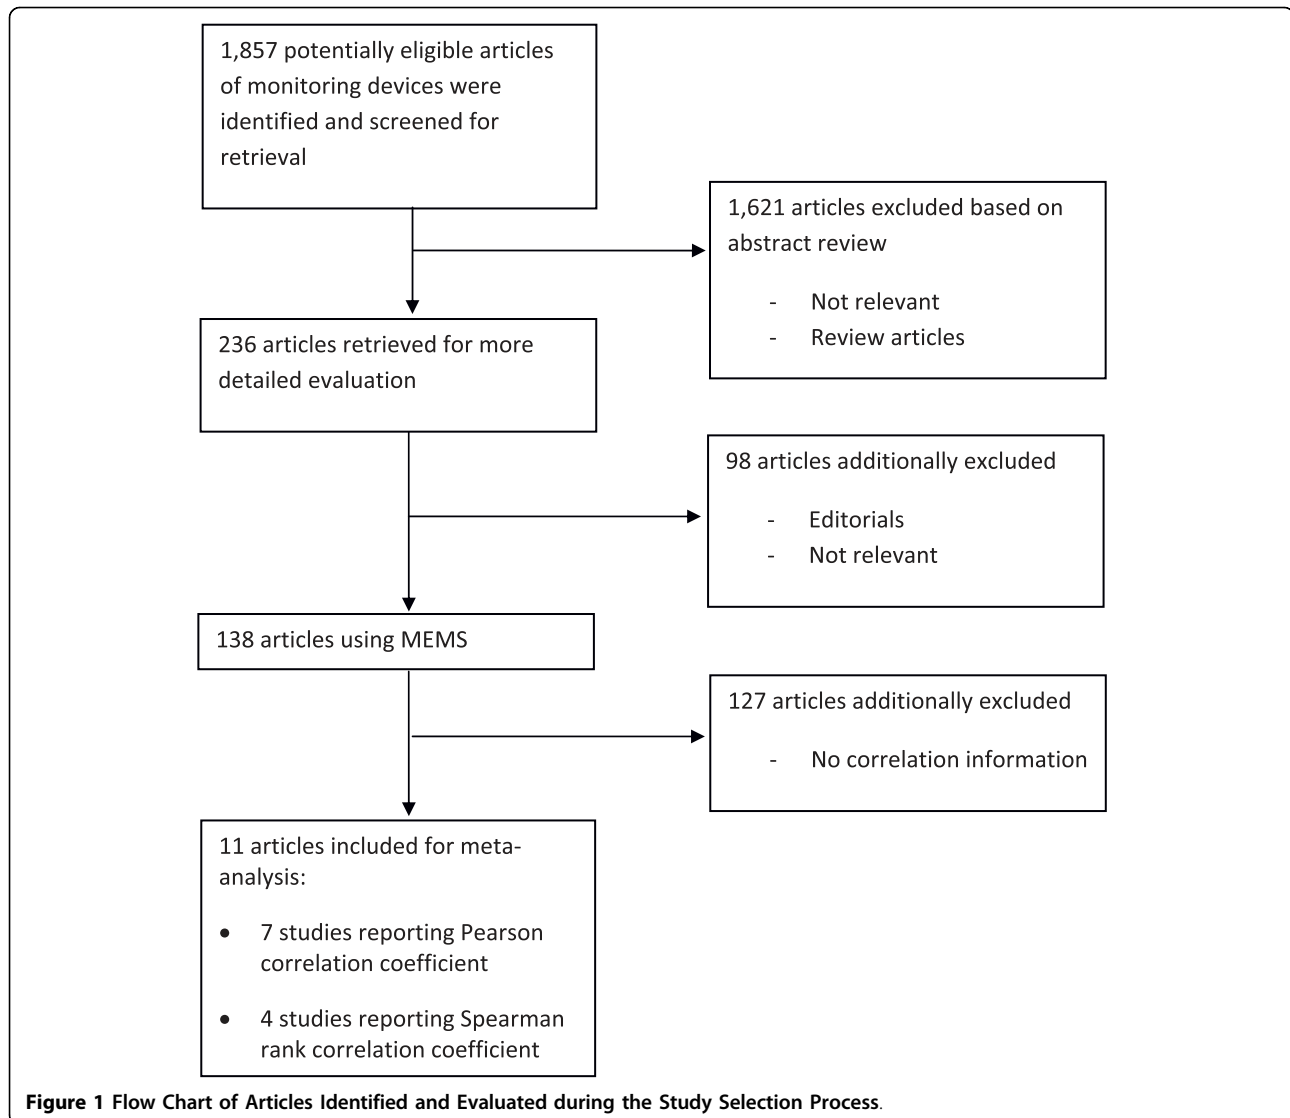 1,857 potentially eligible articles
of monitoring devices were
identified and screened for
retrieval
1,621 articles excluded based on
abstract review
- Not relevant
- Review articles
236 articles retrieved for more
detailed evaluation
98 articles additionally excluded
- Editorials
- Not relevant
138 articles using MEMS
127 articles additionally excluded
- No correlation information
11 articles included for meta-
analysis:
• 7 studies reporting Pearson
correlation coefficient
• 4 studies reporting Spearman
rank correlation coefficient
Figure 1 Flow Chart of Articles Identified and Evaluated during the Study Selection Process.